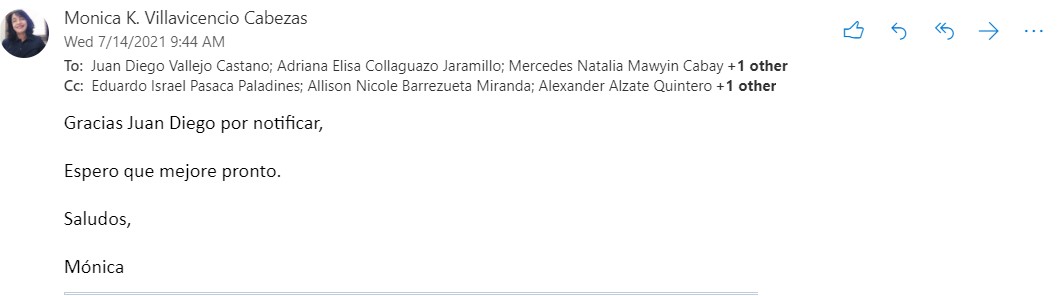 Monica K. Villavicencio Cabezas
Wed 7/14/2021 9:44 AM
To: Juan Diego Vallejo Castano; Adriana Elisa Collaguazo Jaramillo; Mercedes Natalia Mawyin Cabay +1 other
Cc: Eduardo Israel Pasaca Paladines; Allison Nicole Barrezueta Miranda; Alexander Alzate Quintero +1 other
Gracias Juan Diego por notificar,
Espero que mejore pronto.
Saludos,
Mónica